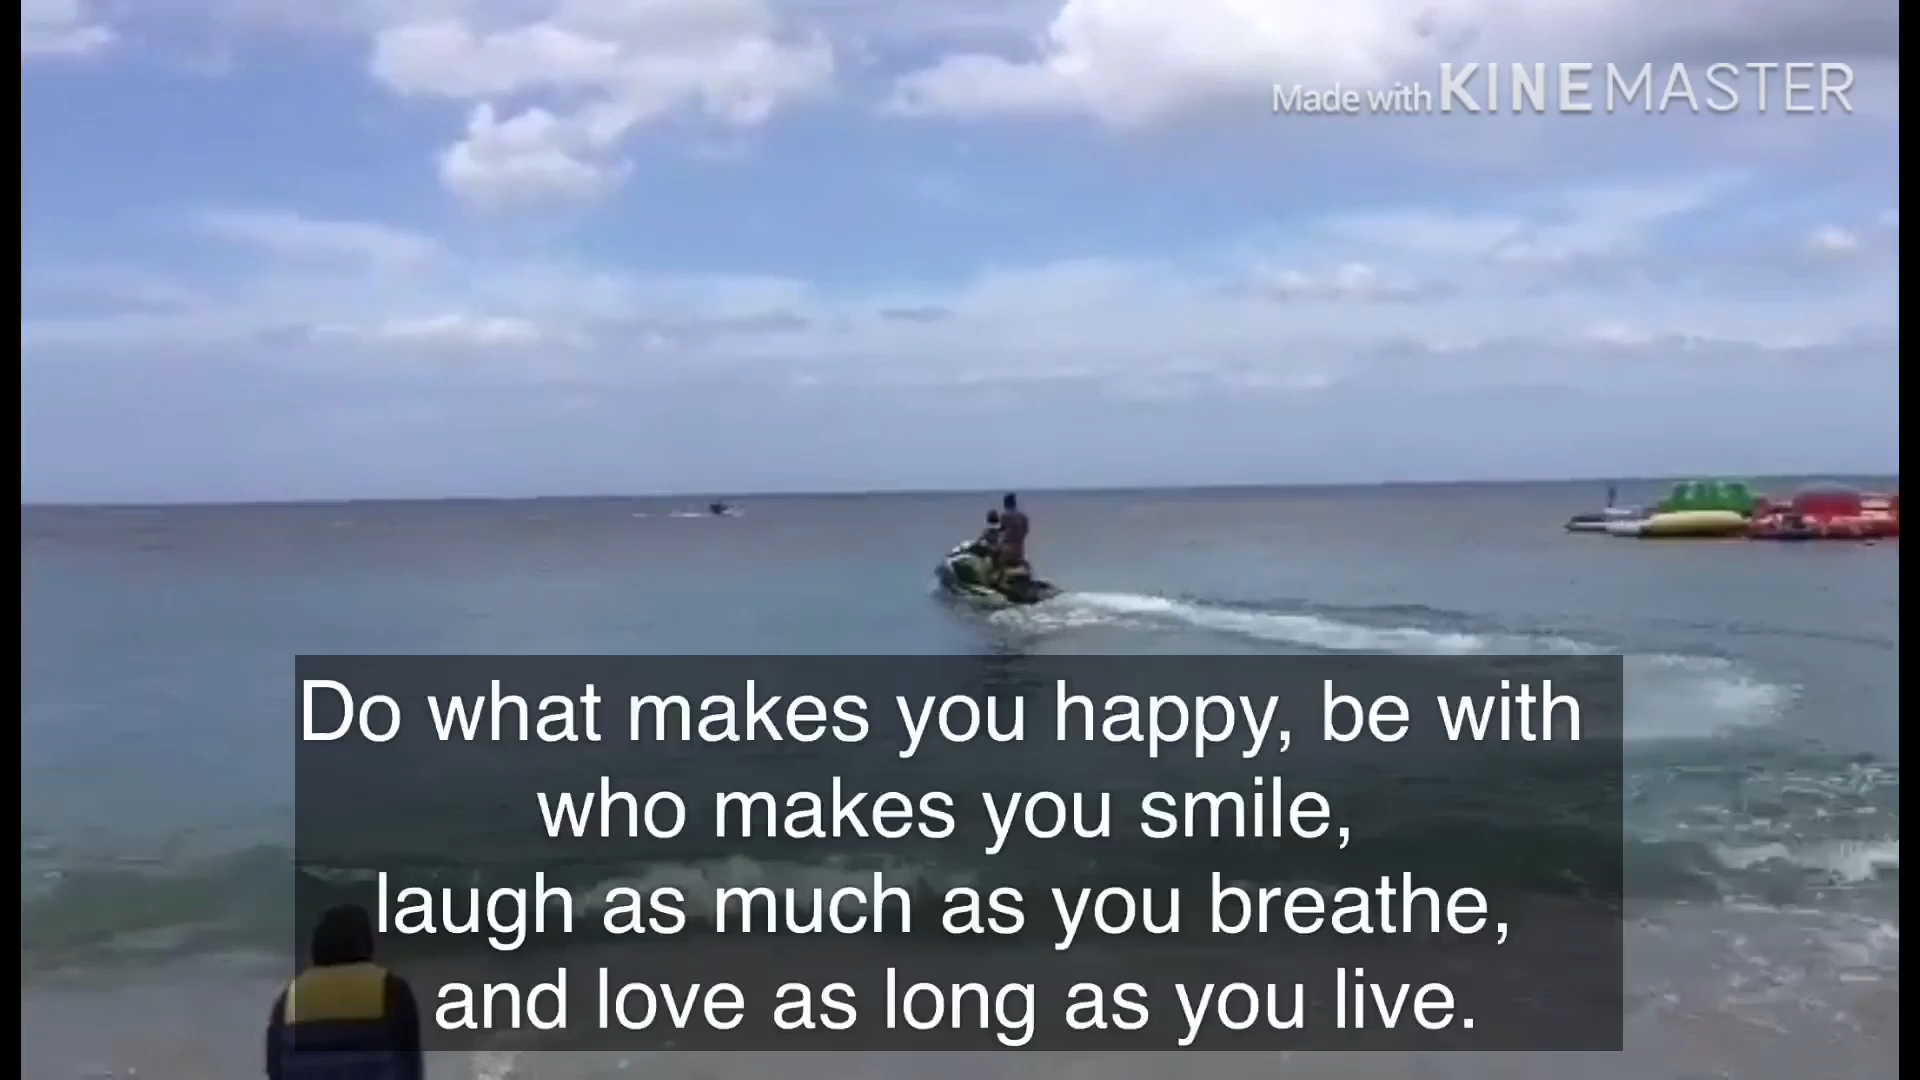 Made with KINEMASTER
Do what makes you happy, be with
who makes you smile,
laugh as much as you breathe,
and love as long as you live.